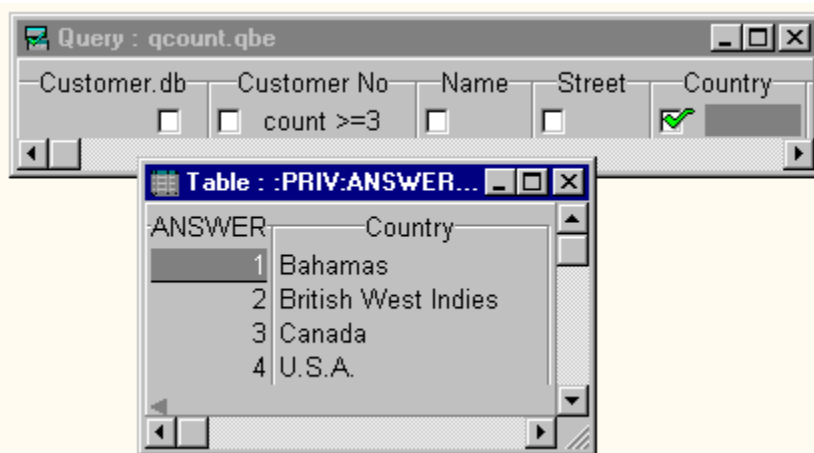 Query : qcount.qbe
Customer.db Customer No Name Street Country
count >=3
Table : :PRIV:ANSWER...
ANSWER Country
1 Bahamas
2 British West Indies
3 Canada
4 U.S.A.